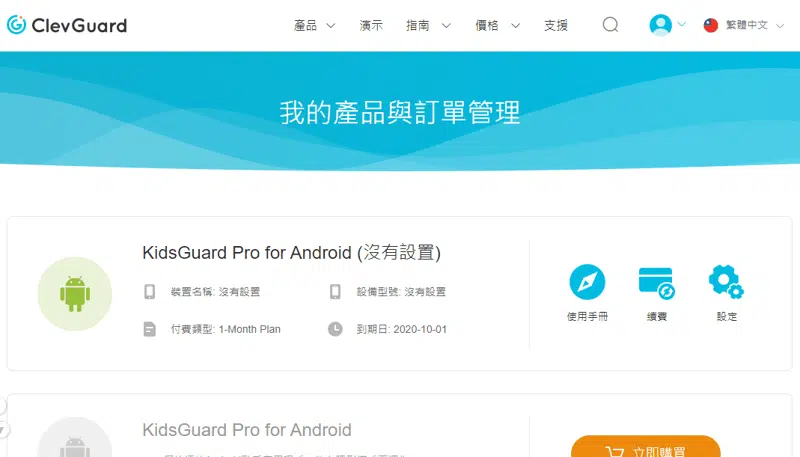 ClevGuard 產品 演示 指南 價格 支援 繁體中文
我的產品與訂單管理
KidsGuard Pro for Android (沒有設置)
裝置名稱: 沒有設置 設備型號: 沒有設置
付費類型: 1-Month Plan 到期日: 2020-10-01
使用手冊 續費 設定
KidsGuard Pro for Android
立即購買